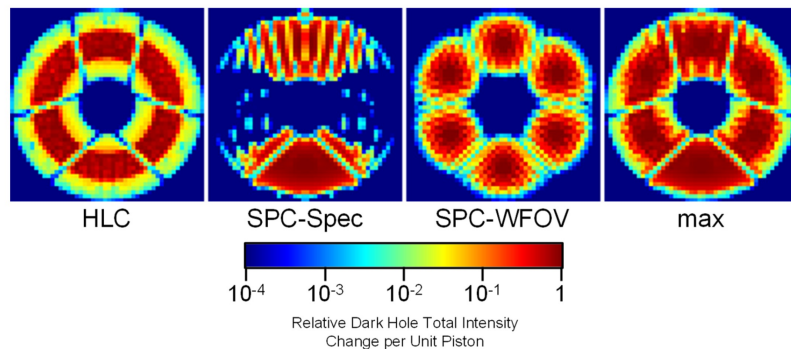 HLC SPC-Spec SPC-WFOV max
10⁻⁴ 10⁻³ 10⁻² 10⁻¹ 1
Relative Dark Hole Total Intensity
Change per Unit Piston